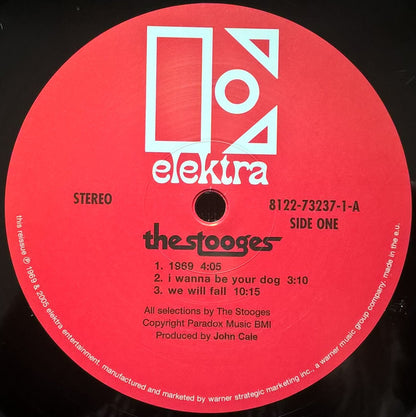 elektra
STEREO
8122-73237-1-A
SIDE ONE
the stooges
1. 1969 4:05
2. i wanna be your dog 3:10
3. we will fall 10:15
All selections by The Stooges
Copyright Paradox Music BMI
Produced by John Cale
this reissue ℗ 1969 & 2005 elektra entertainment. manufactured and marketed by warner strategic marketing inc., a warner music group company. made in the e.u.